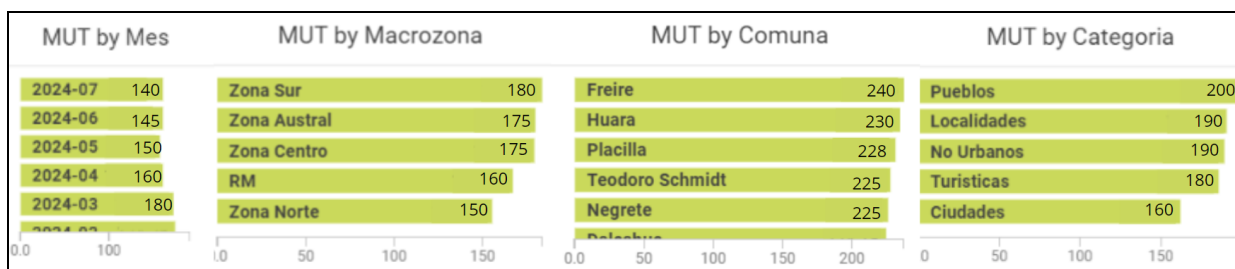 MUT by Mes
2024-07 140
2024-06 145
2024-05 150
2024-04 160
2024-03 180
0.0 100
MUT by Macrozona
Zona Sur 180
Zona Austral 175
Zona Centro 175
RM 160
Zona Norte 150
0.0 50 100 150
MUT by Comuna
Freire 240
Huara 230
Placilla 228
Teodoro Schmidt 225
Negrete 225
0.0 50 100 150 200
MUT by Categoria
Pueblos 200
Localidades 190
No Urbanos 190
Turisticas 180
Ciudades 160
0 50 100 150